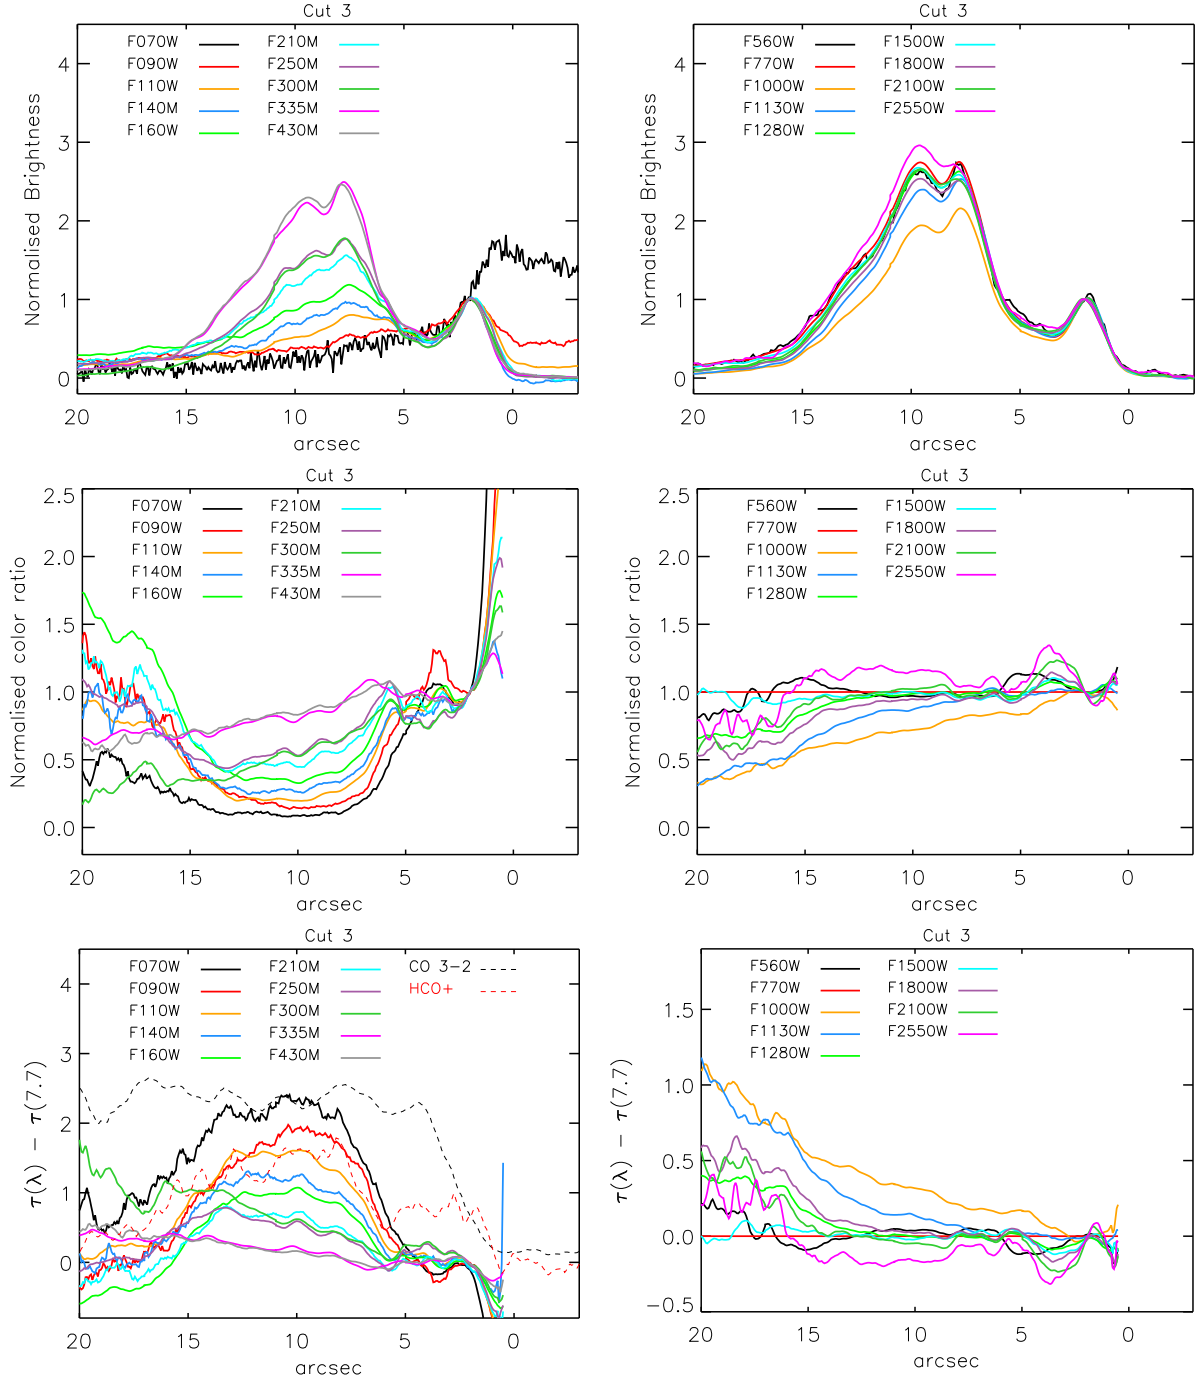 Cut 3
Normalised Brightness
F070W F210M
F090W F250M
F110W F300M
F140M F335M
F160W F430M
4
3
2
1
0
20 15 10 5 0
arcsec
Cut 3
Normalised Brightness
F560W F1500W
F770W F1800W
F1000W F2100W
F1130W F2550W
F1280W
4
3
2
1
0
20 15 10 5 0
arcsec
Cut 3
Normalised color ratio
F070W F210M
F090W F250M
F110W F300M
F140M F335M
F160W F430M
2.5
2.0
1.5
1.0
0.5
0.0
20 15 10 5 0
arcsec
Cut 3
Normalised color ratio
F560W F1500W
F770W F1800W
F1000W F2100W
F1130W F2550W
F1280W
2.5
2.0
1.5
1.0
0.5
0.0
20 15 10 5 0
arcsec
Cut 3
τ(λ) − τ(7.7)
F070W F210M CO 3−2
F090W F250M HCO+
F110W F300M
F140M F335M
F160W F430M
4
3
2
1
0
20 15 10 5 0
arcsec
Cut 3
τ(λ) − τ(7.7)
F560W F1500W
F770W F1800W
F1000W F2100W
F1130W F2550W
F1280W
1.5
1.0
0.5
0.0
−0.5
20 15 10 5 0
arcsec